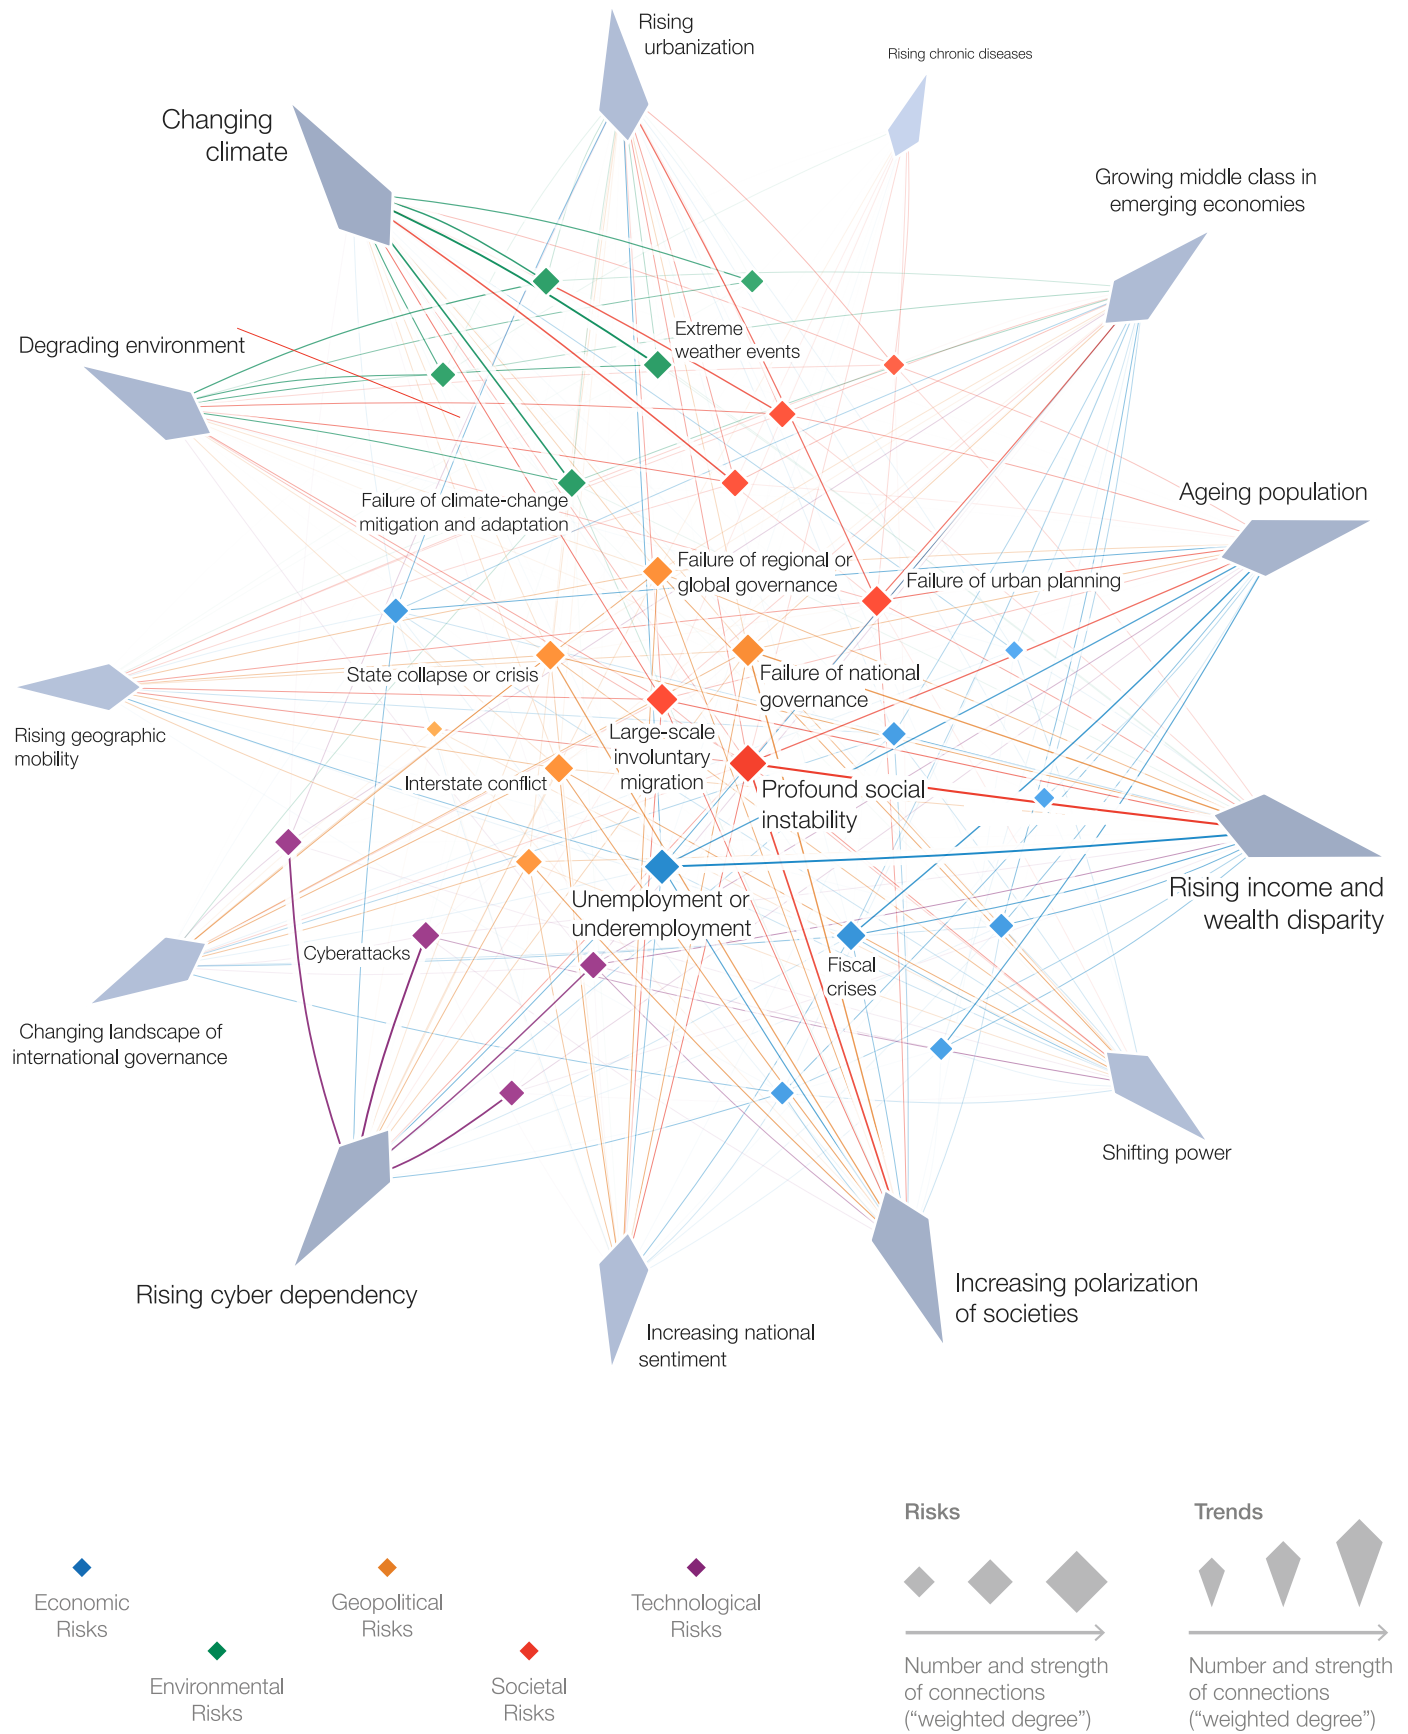 Rising
urbanization
Rising chronic diseases
Changing
climate
Growing middle class in
emerging economies
Extreme
weather events
Degrading environment
Failure of climate-change
mitigation and adaptation
Ageing population
Failure of regional or
global governance
Failure of urban planning
State collapse or crisis
Failure of national
governance
Rising geographic
mobility
Large-scale
involuntary
migration
Interstate conflict
Profound social
instability
Unemployment or
underemployment
Rising income and
wealth disparity
Cyberattacks
Fiscal
crises
Changing landscape of
international governance
Shifting power
Rising cyber dependency
Increasing polarization
of societies
Increasing national
sentiment
Risks
Trends
Economic
Risks
Geopolitical
Risks
Technological
Risks
Environmental
Risks
Societal
Risks
Number and strength
of connections
(“weighted degree”)
Number and strength
of connections
(“weighted degree”)